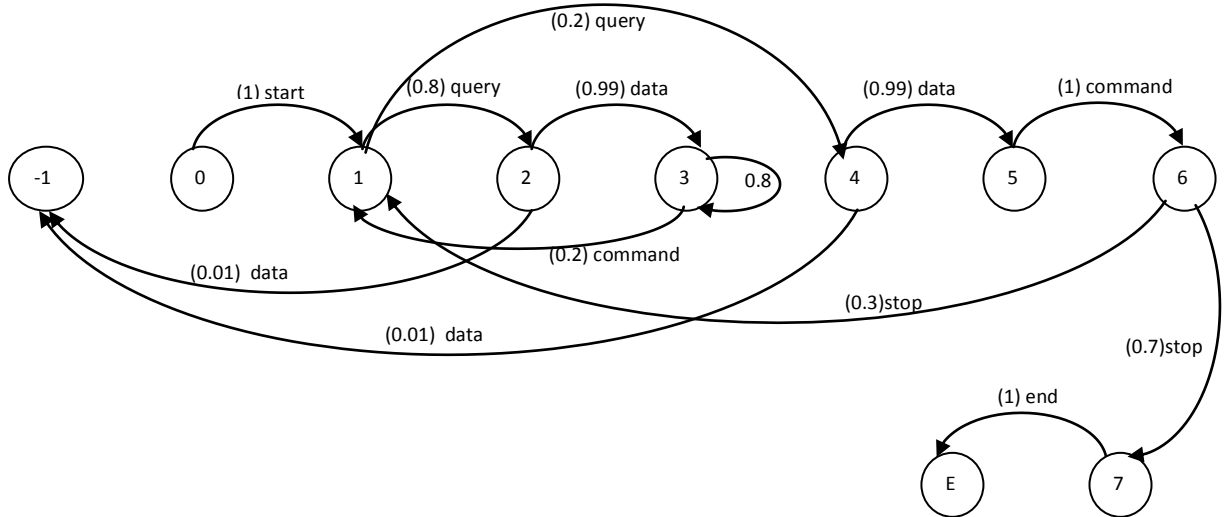 (0.2) query
(1) start
(0.8) query
(0.99) data
(0.99) data
(1) command
-1
0
1
2
3
0.8
4
5
6
(0.2) command
(0.01) data
(0.3)stop
(0.01) data
(0.7)stop
(1) end
E
7